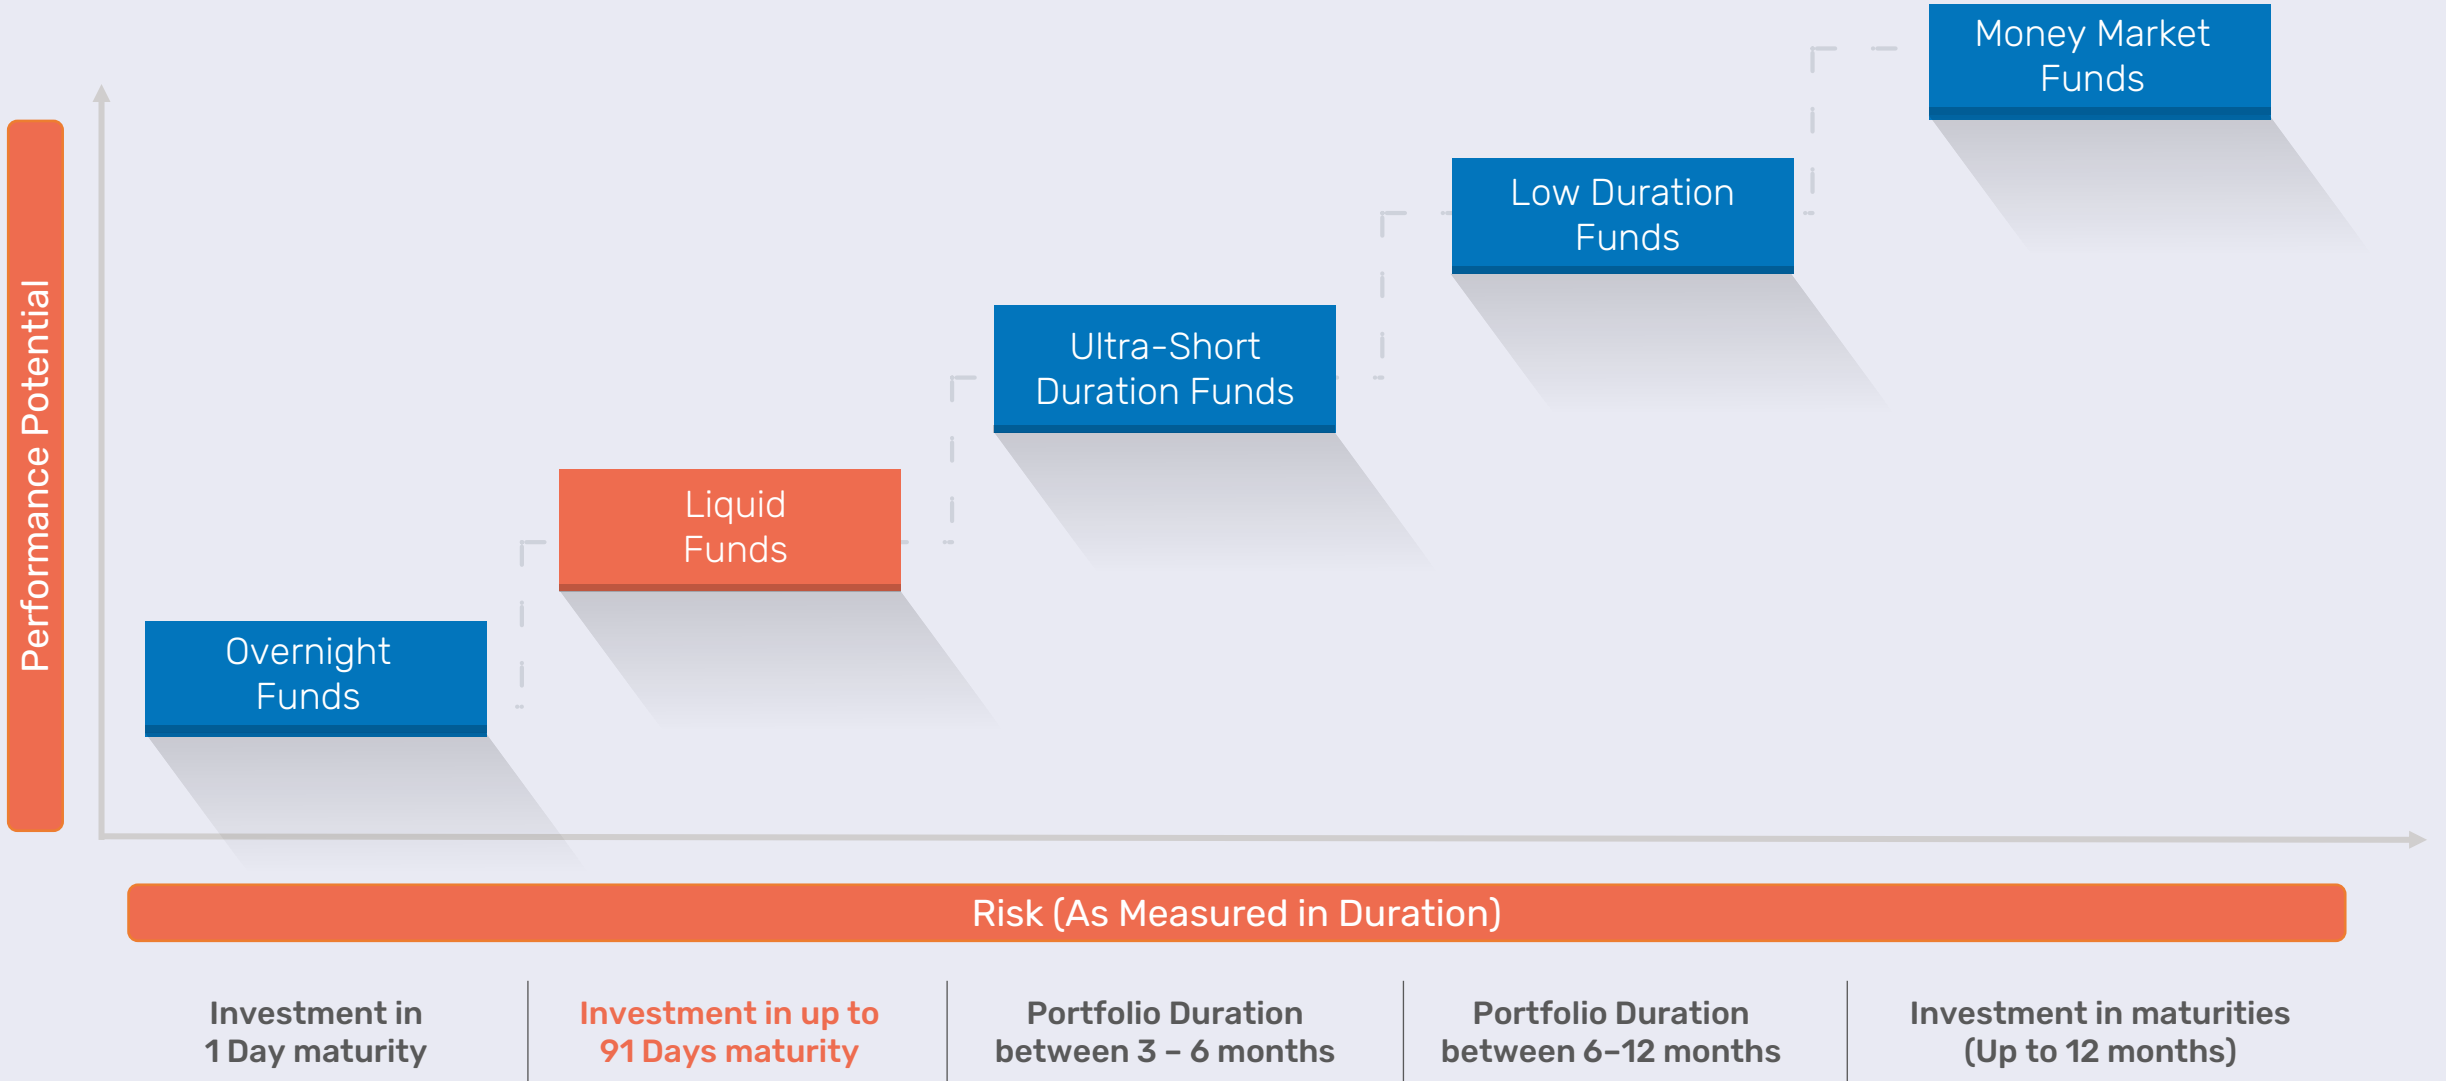 Money Market
Funds
Low Duration
Funds
Ultra-Short
Duration Funds
Liquid
Funds
Overnight
Funds
Performance Potential
Risk (As Measured in Duration)
Investment in
1 Day maturity
Investment in up to
91 Days maturity
Portfolio Duration
between 3 – 6 months
Portfolio Duration
between 6–12 months
Investment in maturities
(Up to 12 months)